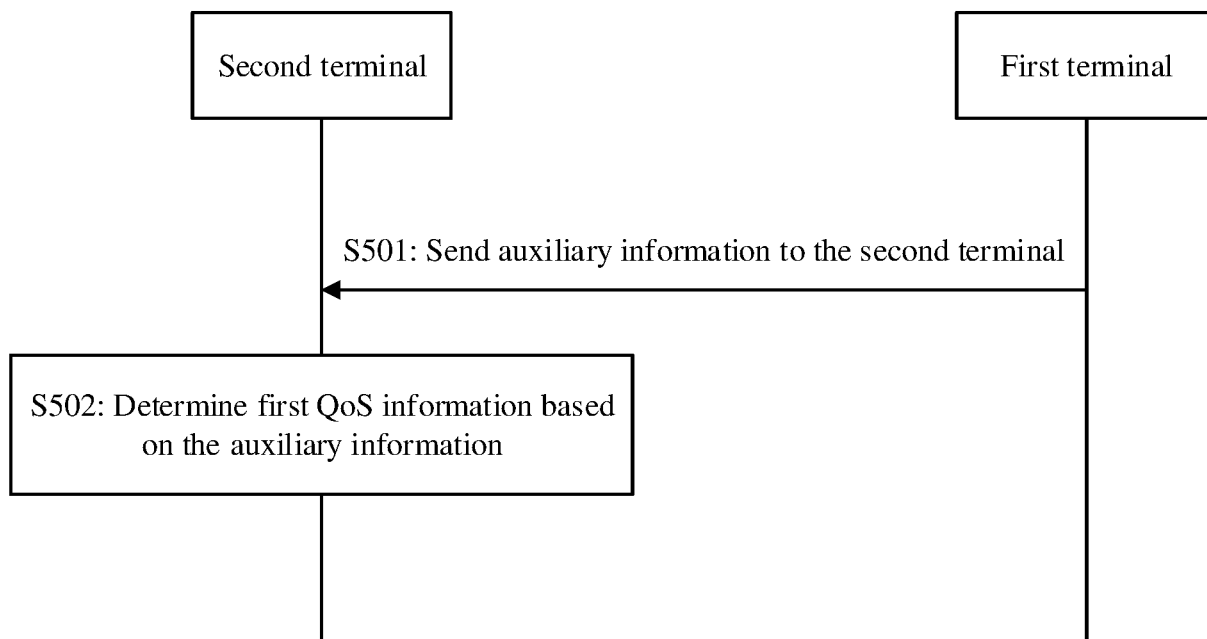 Second terminal
First terminal
S501: Send auxiliary information to the second terminal
S502: Determine first QoS information based
on the auxiliary information